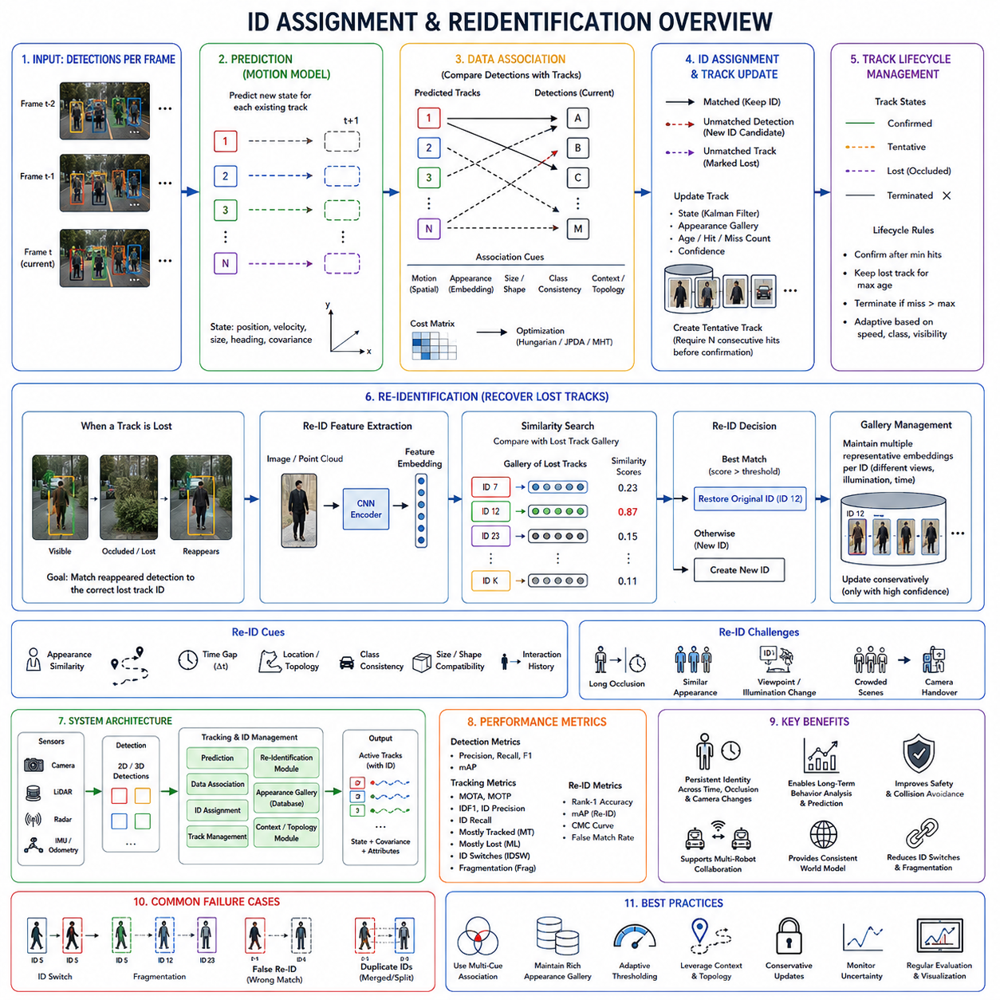 ID ASSIGNMENT & REIDENTIFICATION OVERVIEW
1. INPUT: DETECTIONS PER FRAME
Frame t-2
...
Frame t-1
...
Frame t
(current)
...
2. PREDICTION
(MOTION MODEL)
Predict new state for
each existing track
t+1
1
2
3
N
State: position, velocity,
size, heading, covariance
y
x
3. DATA ASSOCIATION
(Compare Detections with Tracks)
Predicted Tracks
Detections (Current)
1
A
2
B
3
C
N
M
Association Cues
Motion
(Spatial)
Appearance
(Embedding)
Size /
Shape
Class
Consistency
Context /
Topology
Cost Matrix
Optimization
(Hungarian / JPDA / MHT)
4. ID ASSIGNMENT
& TRACK UPDATE
Matched (Keep ID)
Unmatched Detection
(New ID Candidate)
Unmatched Track
(Marked Lost)
Update Track
• State (Kalman Filter)
• Appearance Gallery
• Age / Hit / Miss Count
• Confidence
...
Create Tentative Track
(Require N consecutive hits
before confirmation)
5. TRACK LIFECYCLE
MANAGEMENT
Track States
Confirmed
Tentative
Lost (Occluded)
Terminated ×
Lifecycle Rules
• Confirm after min hits
• Keep lost track for
max age
• Terminate if miss > max
• Adaptive based on
speed, class, visibility
6. RE-IDENTIFICATION (RECOVER LOST TRACKS)
When a Track is Lost
Visible
Occluded / Lost
Reappears
Goal: Match reappeared detection to
the correct lost track ID
Re-ID Feature Extraction
Image / Point Cloud
Feature
Embedding
CNN
Encoder
Similarity Search
Compare with Lost Track Gallery
Gallery of Lost Tracks
Similarity
Scores
ID 7
0.23
ID 12
0.87
ID 23
0.15
ID K
0.11
Re-ID Decision
Best Match
(score > threshold)
Restore Original ID (ID 12)
Otherwise
(New ID)
Create New ID
Gallery Management
Maintain multiple
representative embeddings
per ID (different views,
illumination, time)
ID 12
...
Update conservatively
(only with high confidence)
Re-ID Cues
Appearance
Similarity
Time Gap
(Δt)
Location /
Topology
Class
Consistency
Size / Shape
Compatibility
Interaction
History
Re-ID Challenges
Long Occlusion
Similar
Appearance
Viewpoint /
Illumination Change
Crowded
Scenes
Camera
Handover
7. SYSTEM ARCHITECTURE
Sensors
Camera
LiDAR
Radar
IMU /
Odometry
Detection
2D / 3D
Detections
...
Tracking & ID Management
Prediction
Data Association
ID Assignment
Track Management
Re-Identification
Module
Appearance Gallery
(Database)
Context / Topology
Module
Output
Active Tracks
(with ID)
3
...
State + Covariance
+ Attributes
8. PERFORMANCE METRICS
Detection Metrics
• Precision, Recall, F1
• mAP
Tracking Metrics
• MOTA, MOTP
• IDF1, ID Precision
• ID Recall
• Mostly Tracked (MT)
• Mostly Lost (ML)
• ID Switches (IDSW)
• Fragmentation (Frag)
Re-ID Metrics
• Rank-1 Accuracy
• mAP (Re-ID)
• CMC Curve
• False Match Rate
9. KEY BENEFITS
Persistent Identity
Across Time, Occlusion
& Camera Changes
Enables Long-Term
Behavior Analysis
& Prediction
Improves Safety
& Collision Avoidance
Supports Multi-Robot
Collaboration
Provides Consistent
World Model
Reduces ID Switches
& Fragmentation
10. COMMON FAILURE CASES
ID 5
ID 5
ID Switch
ID 5
ID 12
ID 23
Fragmentation
False Re-ID
(Wrong Match)
Duplicate IDs
(Merged/Split)
11. BEST PRACTICES
Use Multi-Cue
Association
Maintain Rich
Appearance Gallery
Adaptive
Thresholding
Leverage Context
& Topology
Conservative
Updates
Monitor
Uncertainty
Regular Evaluation
& Visualization